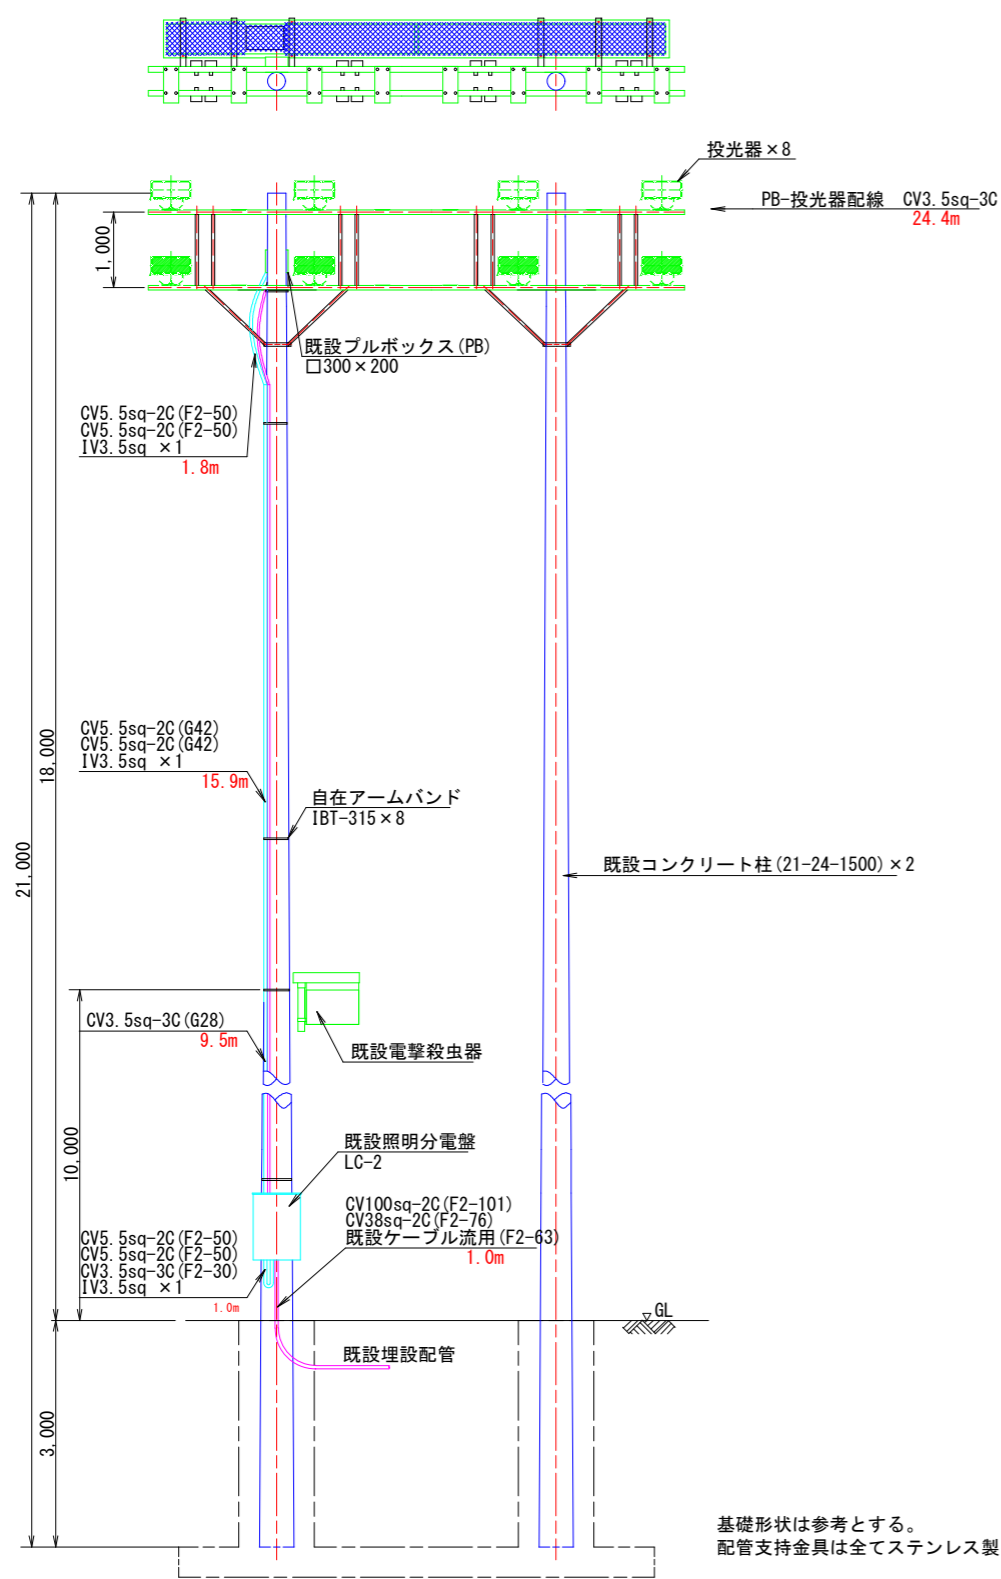 投光器×8
PB-投光器配線 CV3.5sq-3C
24.4m
1,000
既設プルボックス(PB)
□300×200
CV5.5sq-2C(F2-50)
CV5.5sq-2C(F2-50)
IV3.5sq ×1
1.8m
CV5.5sq-2C(G42)
CV5.5sq-2C(G42)
IV3.5sq ×1
15.9m
18,000
自在アームバンド
IBT-315×8
21,000
既設コンクリート柱(21-24-1500)×2
CV3.5sq-3C(G28)
9.5m
既設電撃殺虫器
10,000
既設照明分電盤
LC-2
CV100sq-2C(F2-101)
CV38sq-2C(F2-76)
既設ケーブル流用(F2-63)
1.0m
CV5.5sq-2C(F2-50)
CV5.5sq-2C(F2-50)
CV3.5sq-3C(F2-30)
IV3.5sq ×1
1.0m
GL
既設埋設配管
3,000
基礎形状は参考とする。
配管支持金具は全てステンレス製